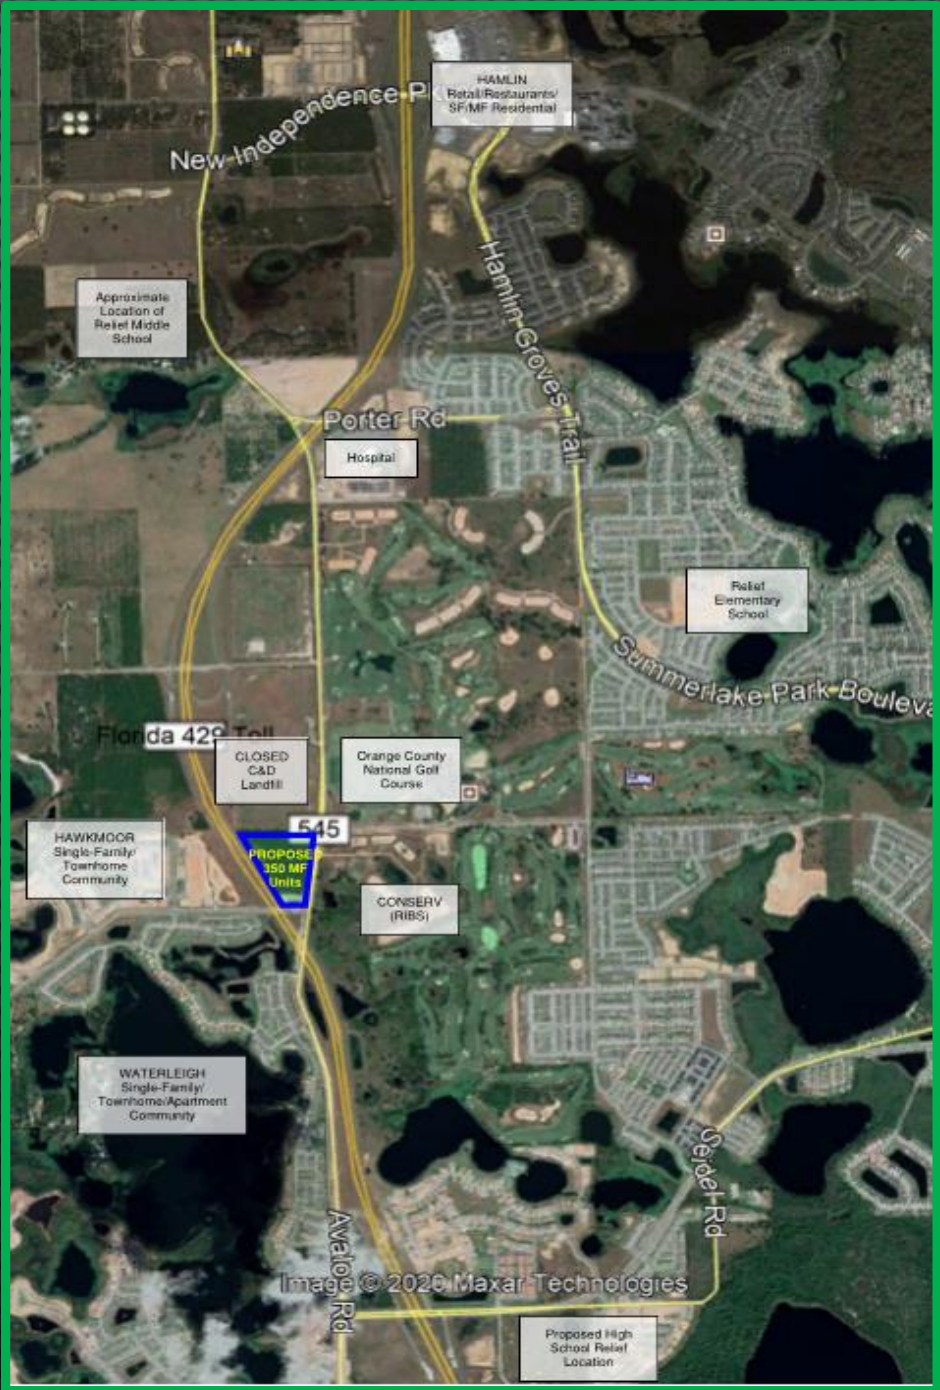 HAMLIN
Retail/Restaurants/
SF/MF Residential
New Independence Pk
Hamlin Groves Trail
Approximate
Location of
Relief Middle
School
Porter Rd
Hospital
Relief
Elementary
School
Summerlake Park Bouleva
Florida 429 Toll
CLOSED
C&D
Landfill
Orange County
National Golf
Course
545
HAWKMOOR
Single-Family/
Townhome
Community
PROPOSED
350 MF
Units
CONSERV
(RIBS)
WATERLEIGH
Single-Family/
Townhome/Apartment
Community
Seidel Rd
Avalon Rd
Image © 2020 Maxar Technologies
Proposed High
School Relief
Location